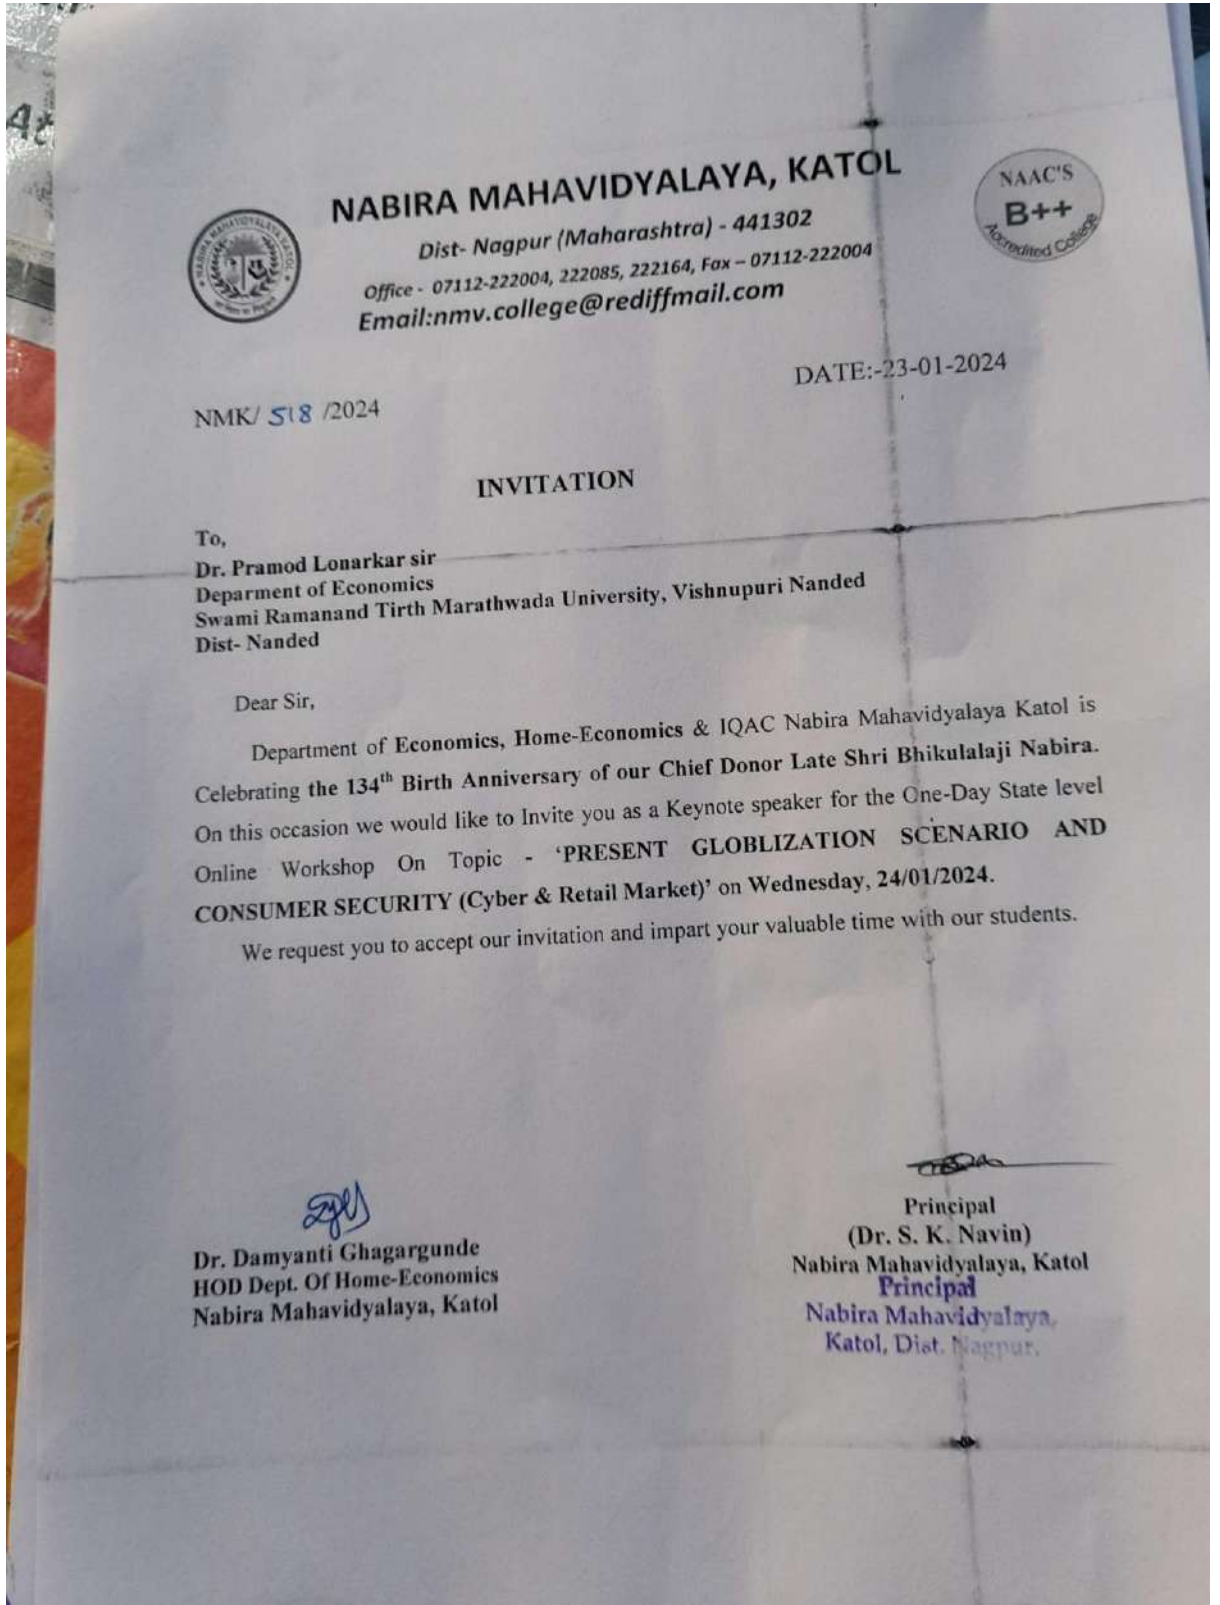 NABIRA MAHAVIDYALAYA, KATOL
Dist- Nagpur (Maharashtra) - 441302
Office - 07112-222004, 222085, 222164, Fax – 07112-222004
Email:nmv.college@rediffmail.com
NABIRA MAHAVIDYALAYA KATOL
NAAC'S
B++
Accredited College
DATE:-23-01-2024
NMK/ 518 /2024
INVITATION
To,
Dr. Pramod Lonarkar sir
Deparment of Economics
Swami Ramanand Tirth Marathwada University, Vishnupuri Nanded
Dist- Nanded
Dear Sir,
Department of Economics, Home-Economics & IQAC Nabira Mahavidyalaya Katol is
Celebrating the 134th Birth Anniversary of our Chief Donor Late Shri Bhikulalaji Nabira.
On this occasion we would like to Invite you as a Keynote speaker for the One-Day State level
Online Workshop On Topic - ‘PRESENT GLOBLIZATION SCENARIO AND
CONSUMER SECURITY (Cyber & Retail Market)’ on Wednesday, 24/01/2024.
We request you to accept our invitation and impart your valuable time with our students.
Dr. Damyanti Ghagargunde
HOD Dept. Of Home-Economics
Nabira Mahavidyalaya, Katol
Principal
(Dr. S. K. Navin)
Nabira Mahavidyalaya, Katol
Principal
Nabira Mahavidyalaya,
Katol, Dist. Nagpur.